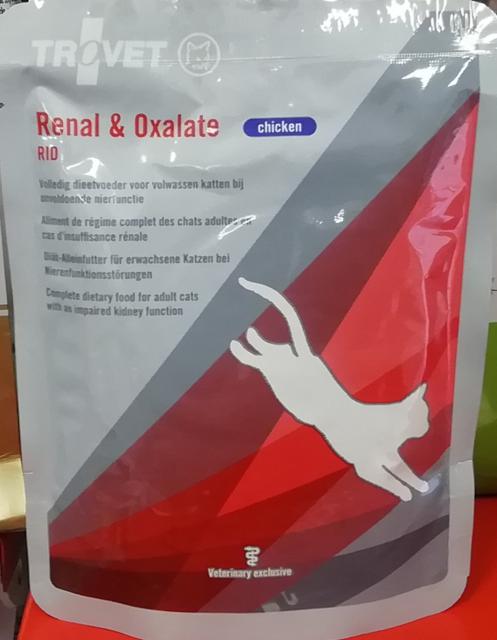 TROVET
Renal & Oxalate
chicken
RID
Volledig dieetvoeder voor volwassen katten bij
onvoldoende nierfunctie
Aliment de régime complet des chats adultes en
cas d'insuffisance rénale
Diät-Alleinfutter für erwachsene Katzen bei
Nierenfunktionsstörungen
Complete dietary food for adult cats
with an impaired kidney function
Veterinary exclusive